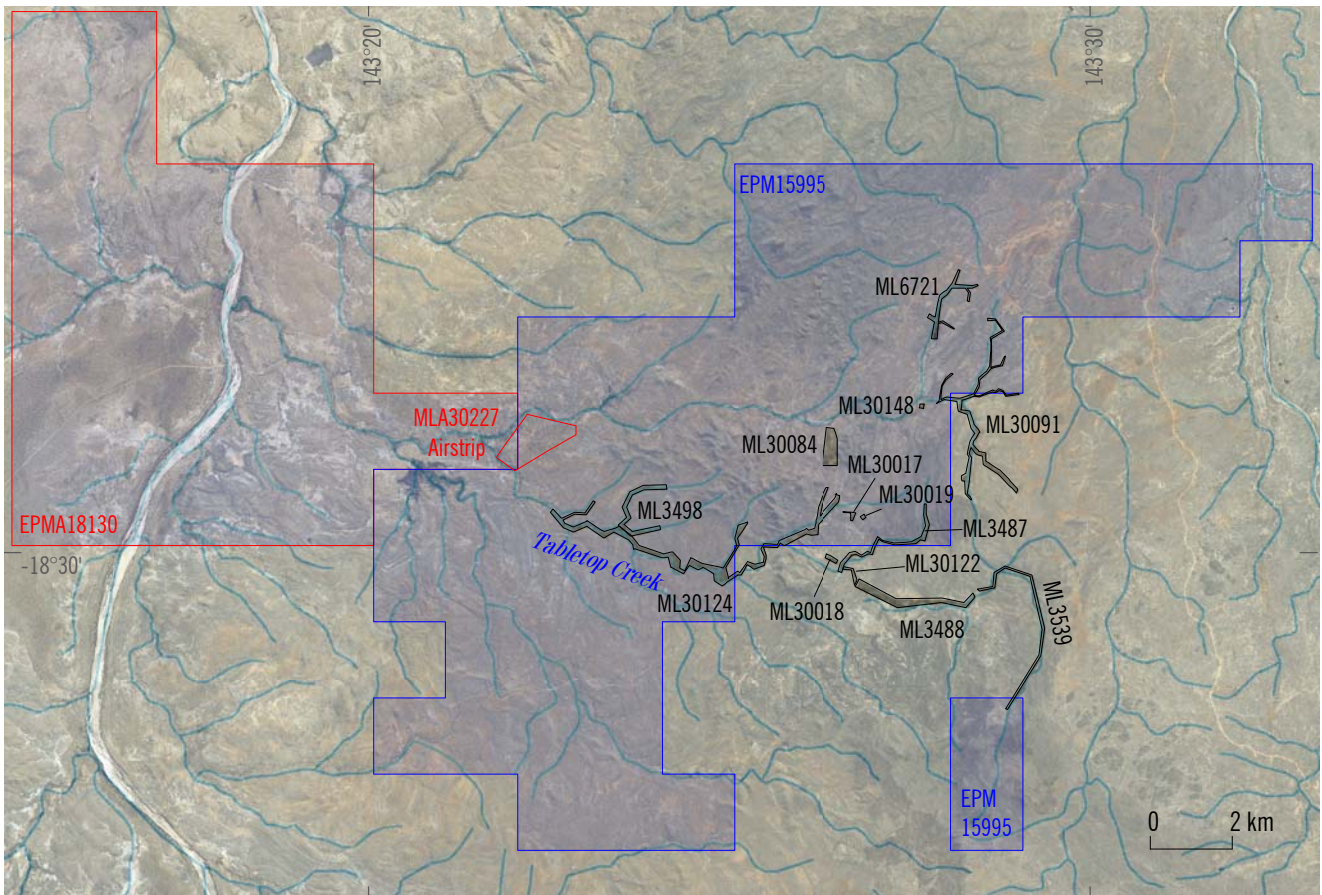 143°20'
143°30'
EPM15995
ML6721
MLA30227
Airstrip
ML30148
ML30091
ML30084
ML30017
ML30019
ML3498
EPMA18130
ML3487
Tabletop Creek
-18°30'
ML30122
ML30124
ML30018
ML3488
ML3539
EPM
15995
0 2 km